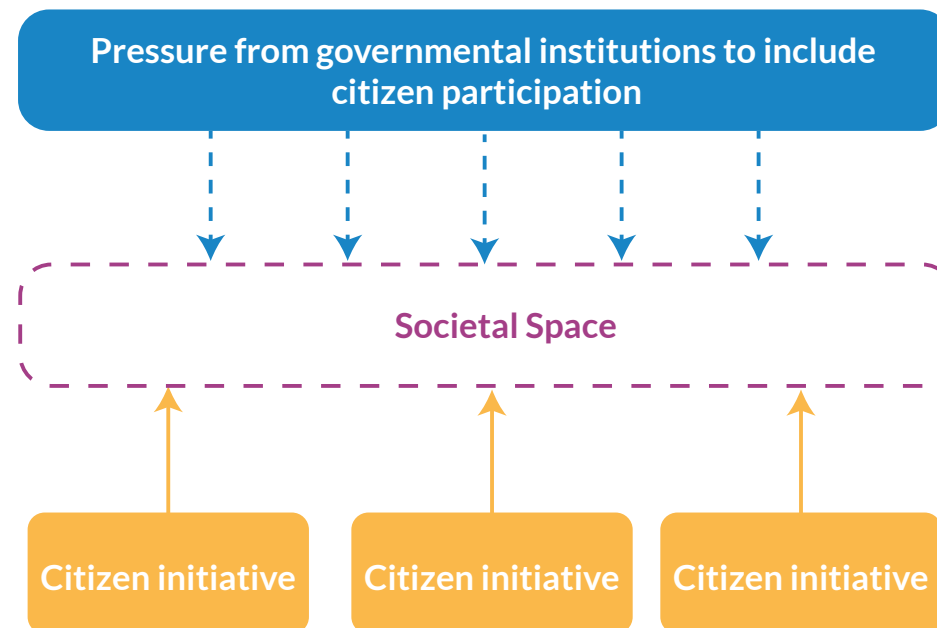 Pressure from governmental institutions to include
citizen participation
Societal Space
Citizen initiative
Citizen initiative
Citizen initiative